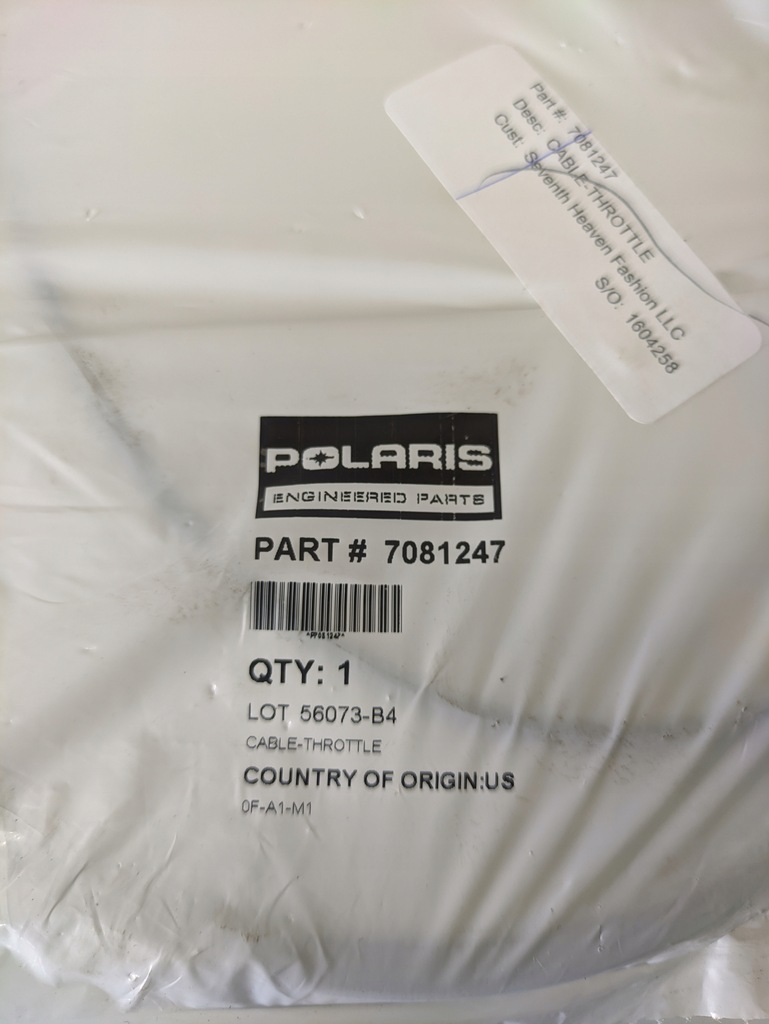 Part #: 7081247
Desc: CABLE-THROTTLE
Cust: Seventh Heaven Fashion LLC
S/O: 1604258
POLARIS
ENGINEERED PARTS
PART # 7081247
QTY: 1
LOT 56073-B4
CABLE-THROTTLE
COUNTRY OF ORIGIN:US
0F-A1-M1